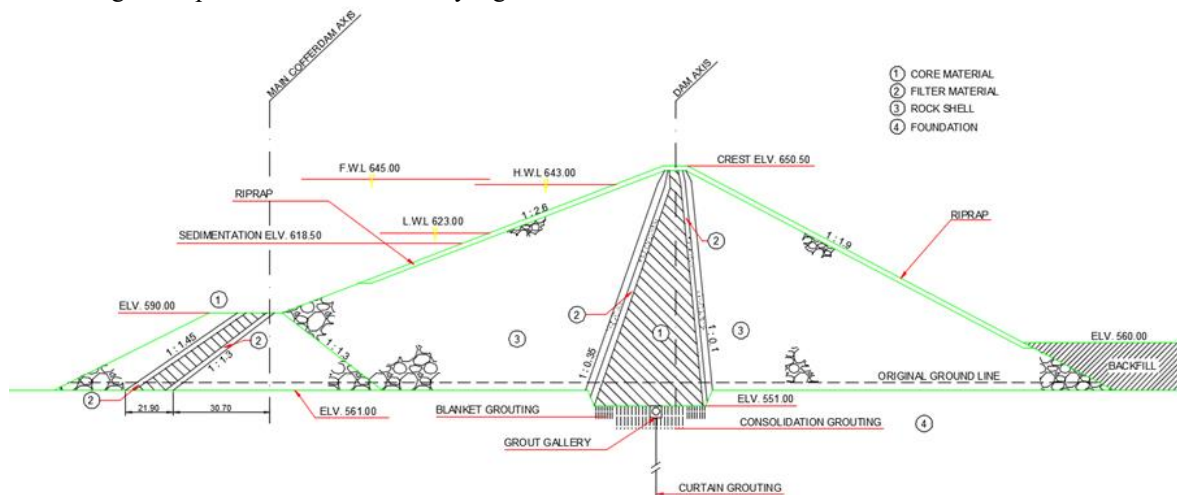 MAIN COFFERDAM AXIS
DAM AXIS
① CORE MATERIAL
② FILTER MATERIAL
③ ROCK SHELL
④ FOUNDATION
F.W.L 645.00
H.W.L 643.00
CREST ELV. 650.50
RIPRAP
1 : 2.6
L.W.L 623.00
SEDIMENTATION ELV. 618.50
②
1 : 1.9
RIPRAP
ELV. 590.00
①
②
②
1 : 1.45
1 : 1.3
1 : 1.3
③
①
③
1 : 0.35
1 : 0.1
ELV. 560.00
BACKFILL
ORIGINAL GROUND LINE
②
21.90
30.70
ELV. 561.00
BLANKET GROUTING
ELV. 551.00
CONSOLIDATION GROUTING
④
GROUT GALLERY
CURTAIN GROUTING